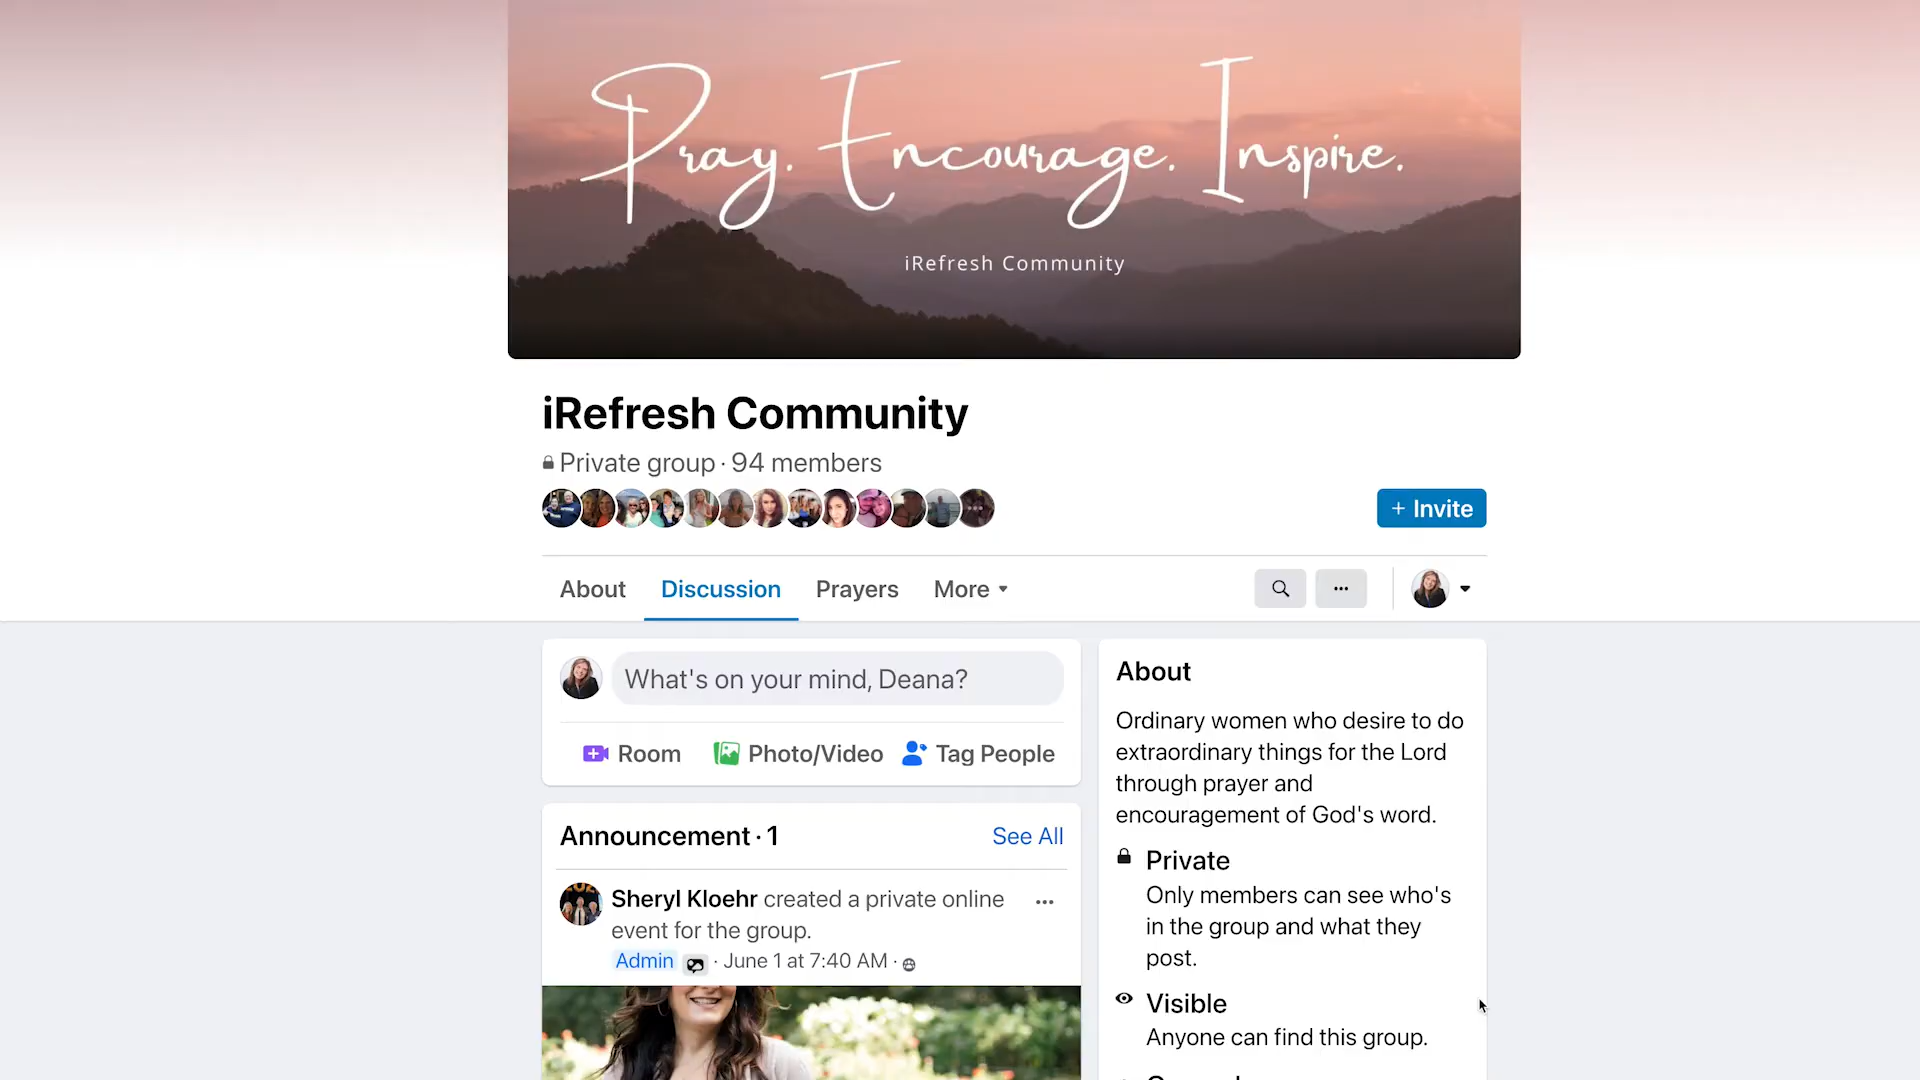 Pray. Encourage. Inspire.
iRefresh Community
iRefresh Community
Private group · 94 members
+ Invite
About
Discussion
Prayers
More
What's on your mind, Deana?
Room
Photo/Video
Tag People
Announcement · 1
See All
Sheryl Kloehr created a private online
event for the group.
Admin · June 1 at 7:40 AM ·
About
Ordinary women who desire to do
extraordinary things for the Lord
through prayer and
encouragement of God's word.
Private
Only members can see who's
in the group and what they
post.
Visible
Anyone can find this group.